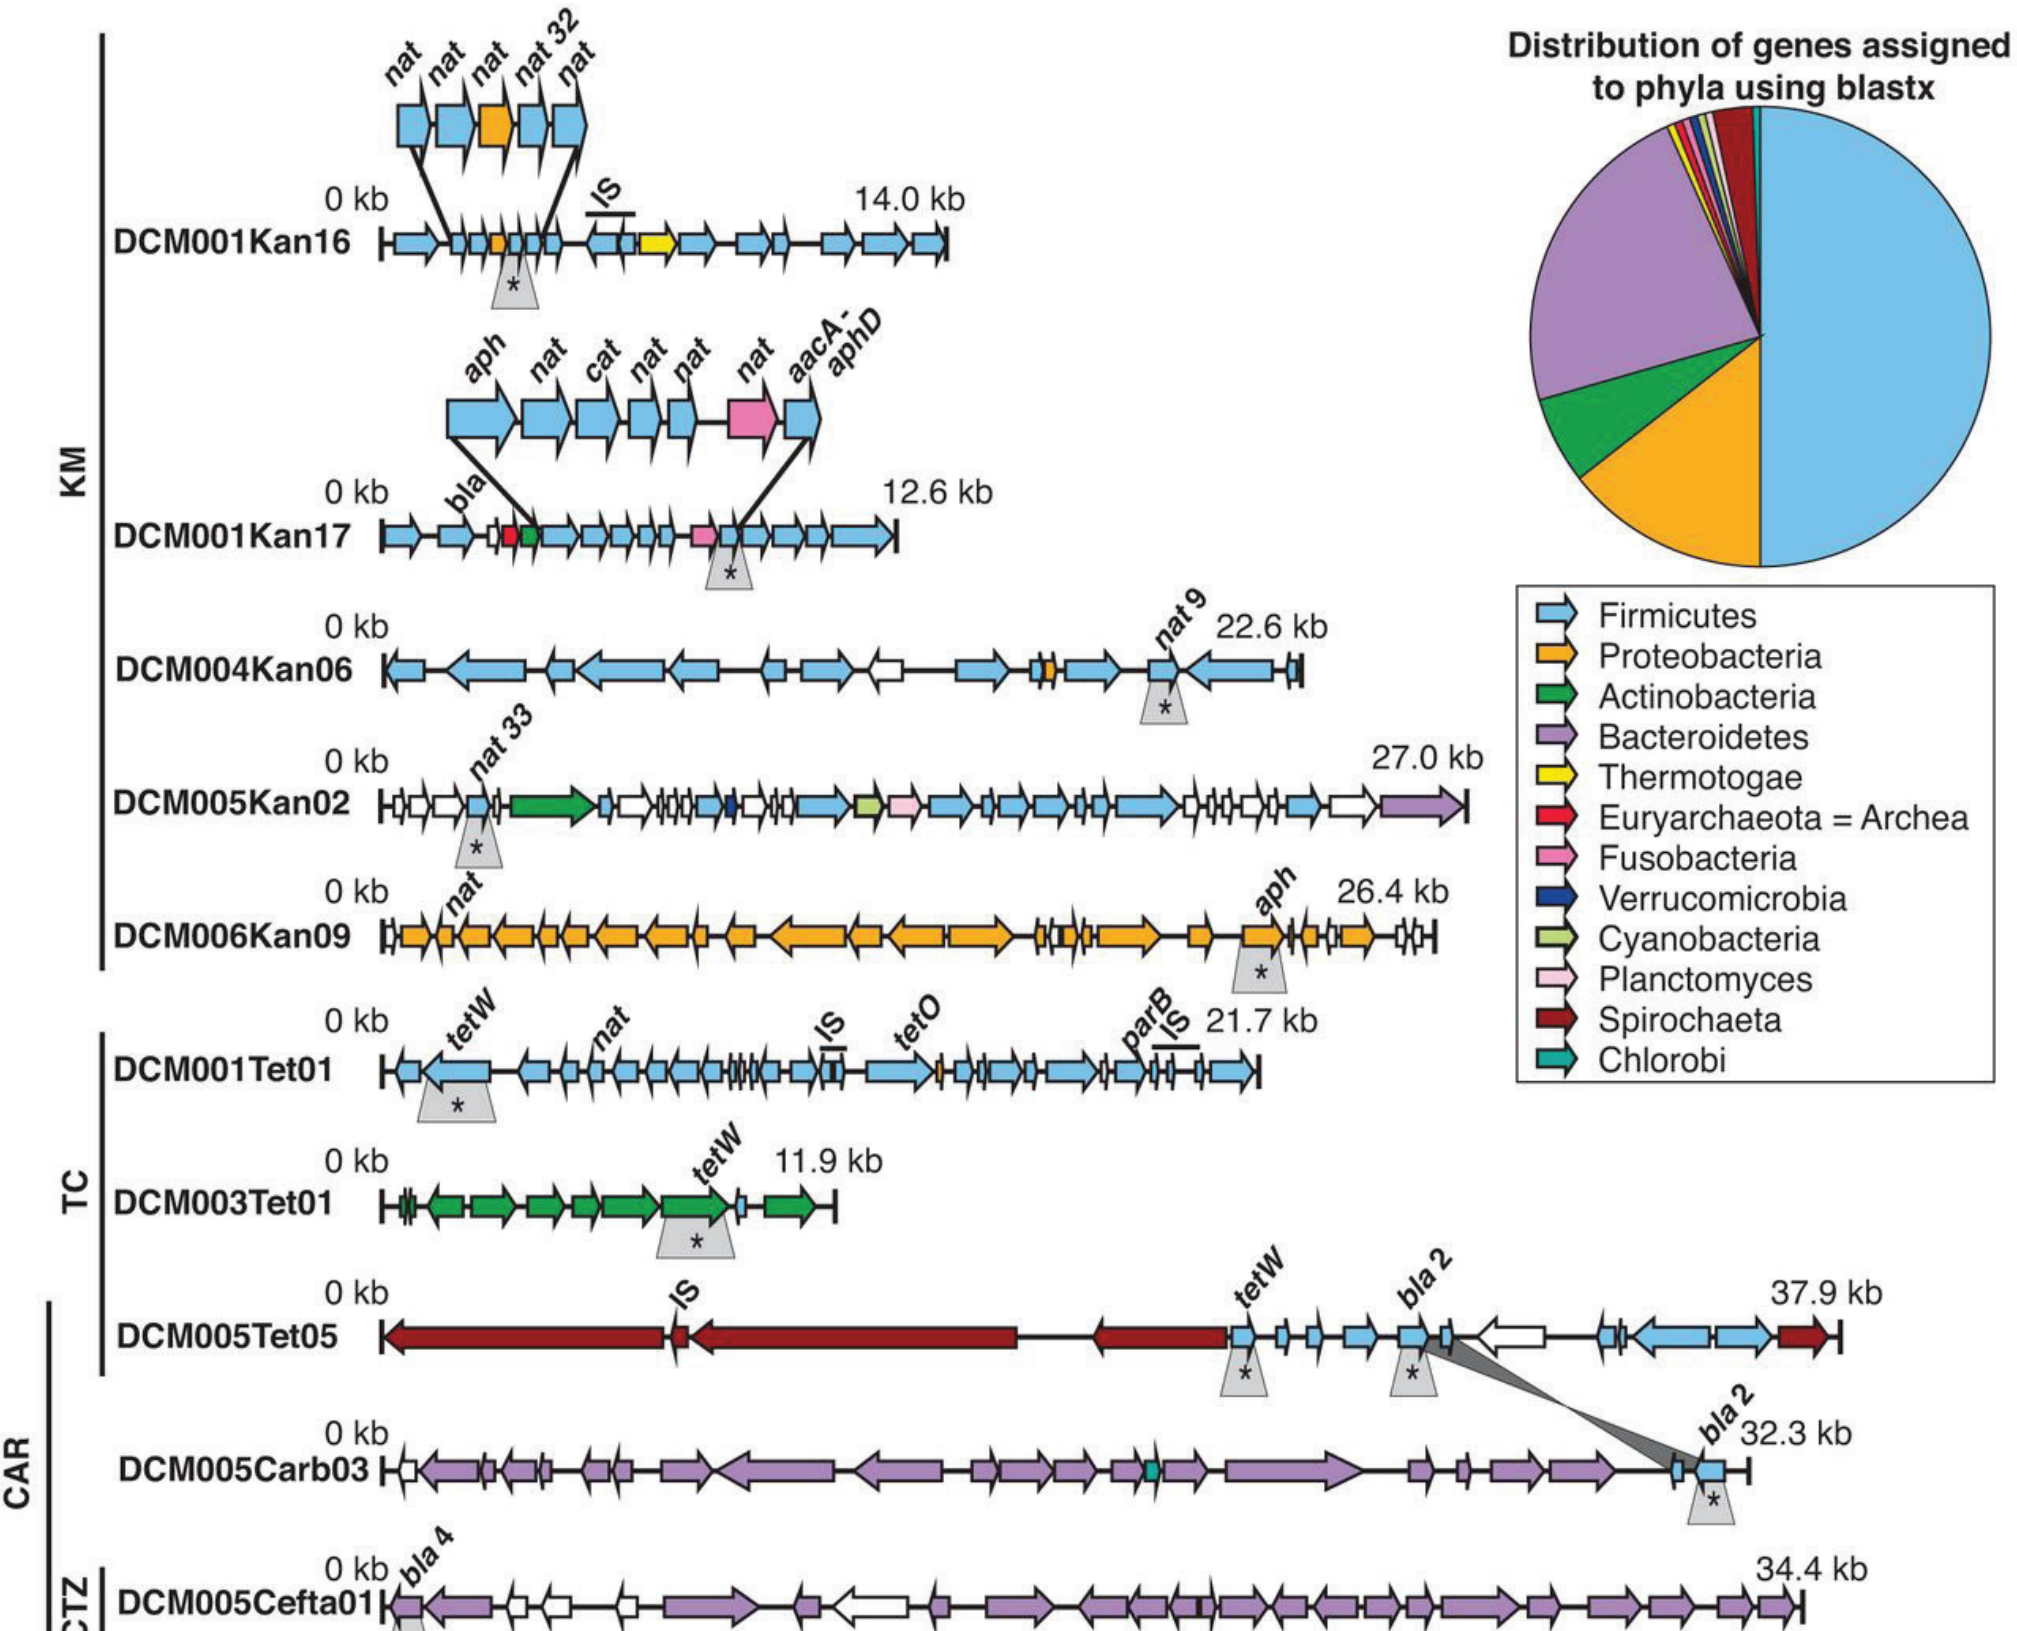 Distribution of genes assigned
to phyla using blastx
KM
nat nat nat nat 32 nat
IS
0 kb 14.0 kb
DCM001Kan16
*
aph nat cat nat nat nat aacA-
aphD
0 kb bla 12.6 kb
DCM001Kan17
*
0 kb nat 9 22.6 kb
DCM004Kan06
*
0 kb nat 33 27.0 kb
DCM005Kan02
*
0 kb nat aph 26.4 kb
DCM006Kan09
*
Firmicutes
Proteobacteria
Actinobacteria
Bacteroidetes
Thermotogae
Euryarchaeota = Archea
Fusobacteria
Verrucomicrobia
Cyanobacteria
Planctomyces
Spirochaeta
Chlorobi
TC
0 kb tetW nat IS tetO parB IS 21.7 kb
DCM001Tet01
*
0 kb tetW 11.9 kb
DCM003Tet01
*
0 kb IS tetW bla 2 37.9 kb
DCM005Tet05
* *
CAR
0 kb bla 2 32.3 kb
DCM005Carb03
*
CTZ
0 kb bla 4 34.4 kb
DCM005Cefta01